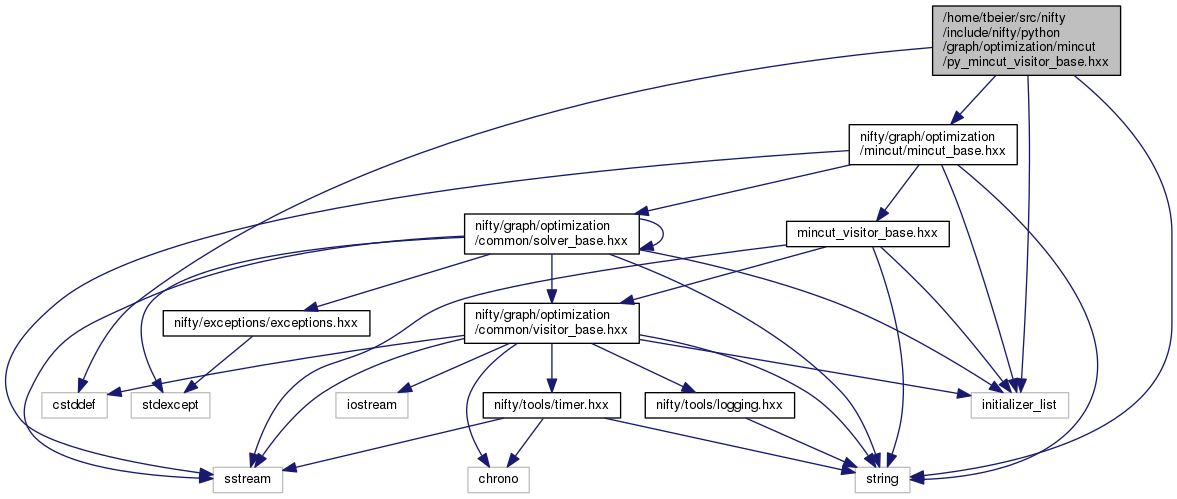 /home/tbeier/src/nifty
/include/nifty/python
/graph/optimization/mincut
/py_mincut_visitor_base.hxx
nifty/graph/optimization
/mincut/mincut_base.hxx
nifty/graph/optimization
/common/solver_base.hxx
mincut_visitor_base.hxx
nifty/exceptions/exceptions.hxx
nifty/graph/optimization
/common/visitor_base.hxx
cstddef
stdexcept
iostream
nifty/tools/timer.hxx
nifty/tools/logging.hxx
initializer_list
sstream
chrono
string